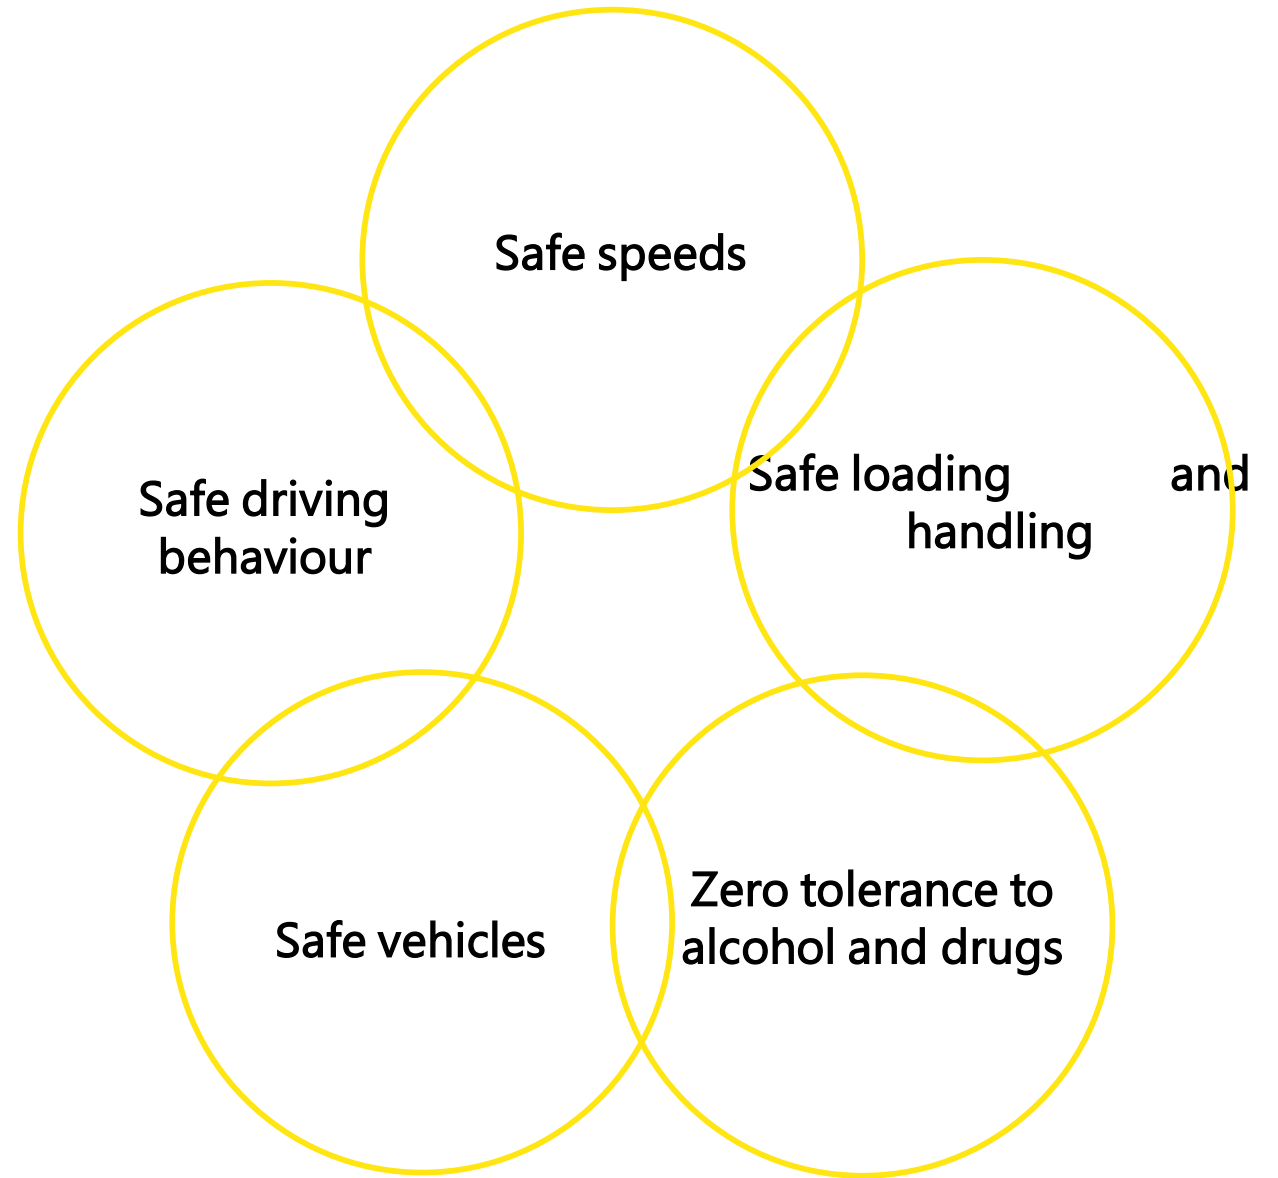 Safe speeds
Safe loading and
handling
Safe driving
behaviour
Zero tolerance to
alcohol and drugs
Safe vehicles